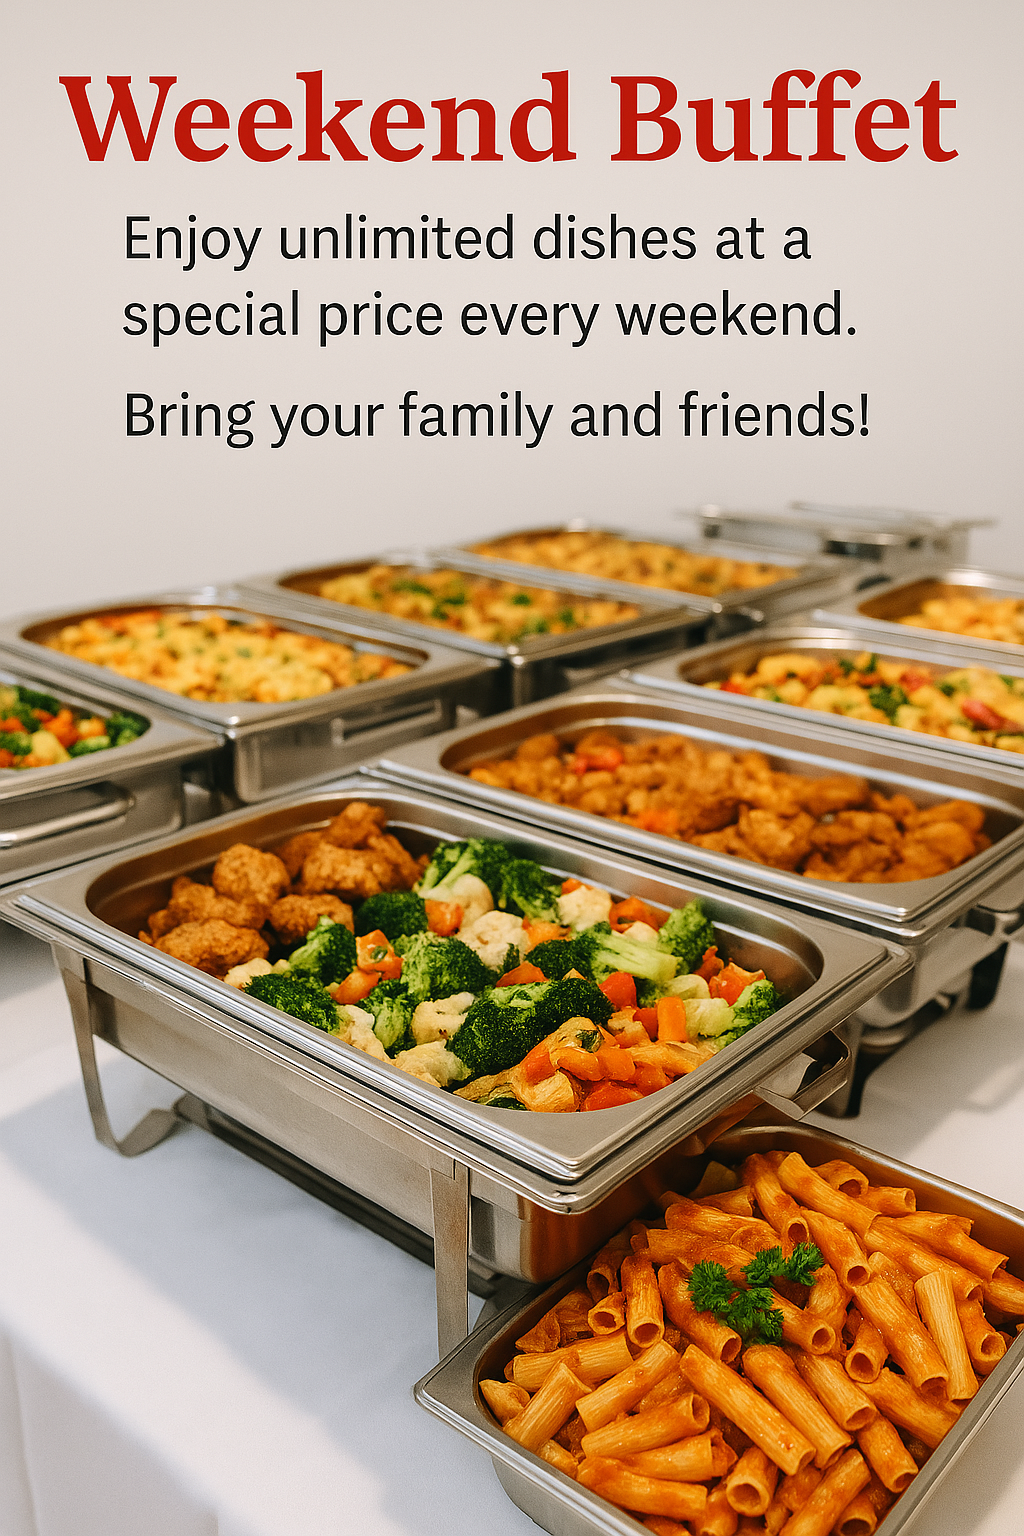 Weekend Buffet
Enjoy unlimited dishes at a
special price every weekend.
Bring your family and friends!